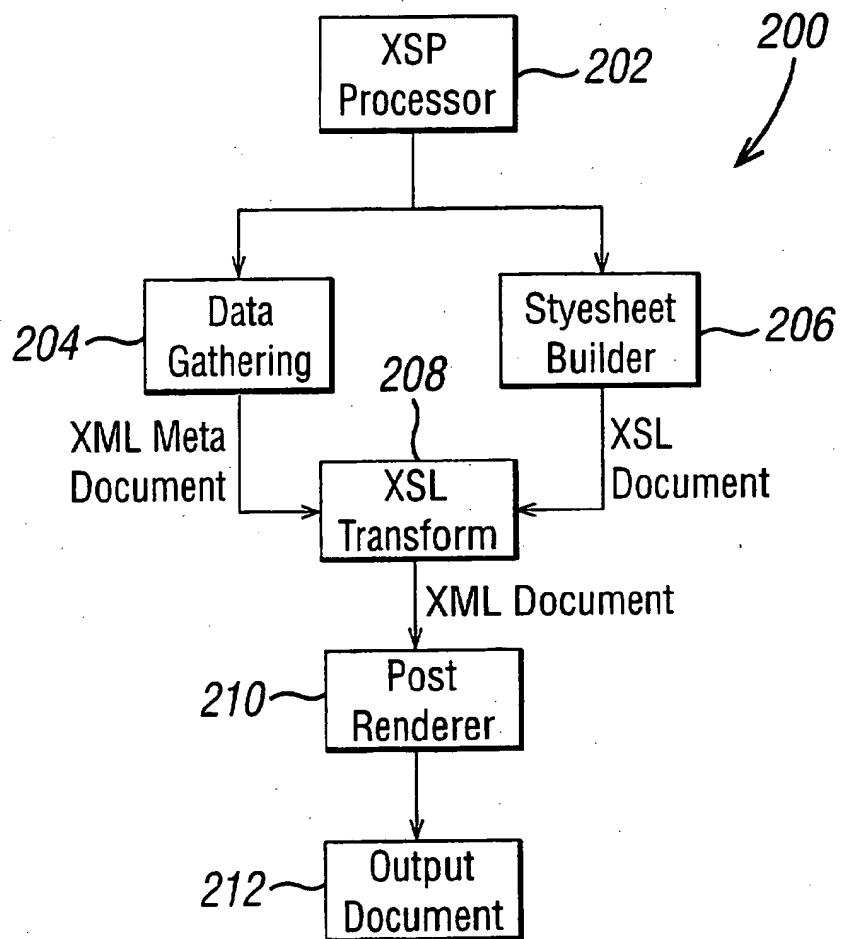 200
XSP
Processor
202
Data
Gathering
204
Styesheet
Builder
206
208
XML Meta
Document
XSL
Document
XSL
Transform
XML Document
210
Post
Renderer
212
Output
Document